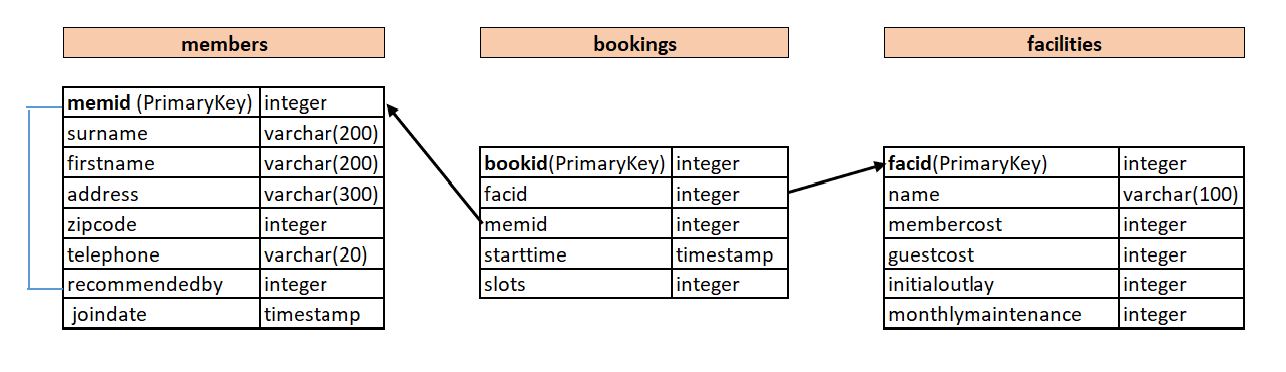 members
memid (PrimaryKey) integer
surname varchar(200)
firstname varchar(200)
address varchar(300)
zipcode integer
telephone varchar(20)
recommendedby integer
joindate timestamp
bookings
bookid(PrimaryKey) integer
facid integer
memid integer
starttime timestamp
slots integer
facilities
facid(PrimaryKey) integer
name varchar(100)
membercost integer
guestcost integer
initialoutlay integer
monthlymaintenance integer